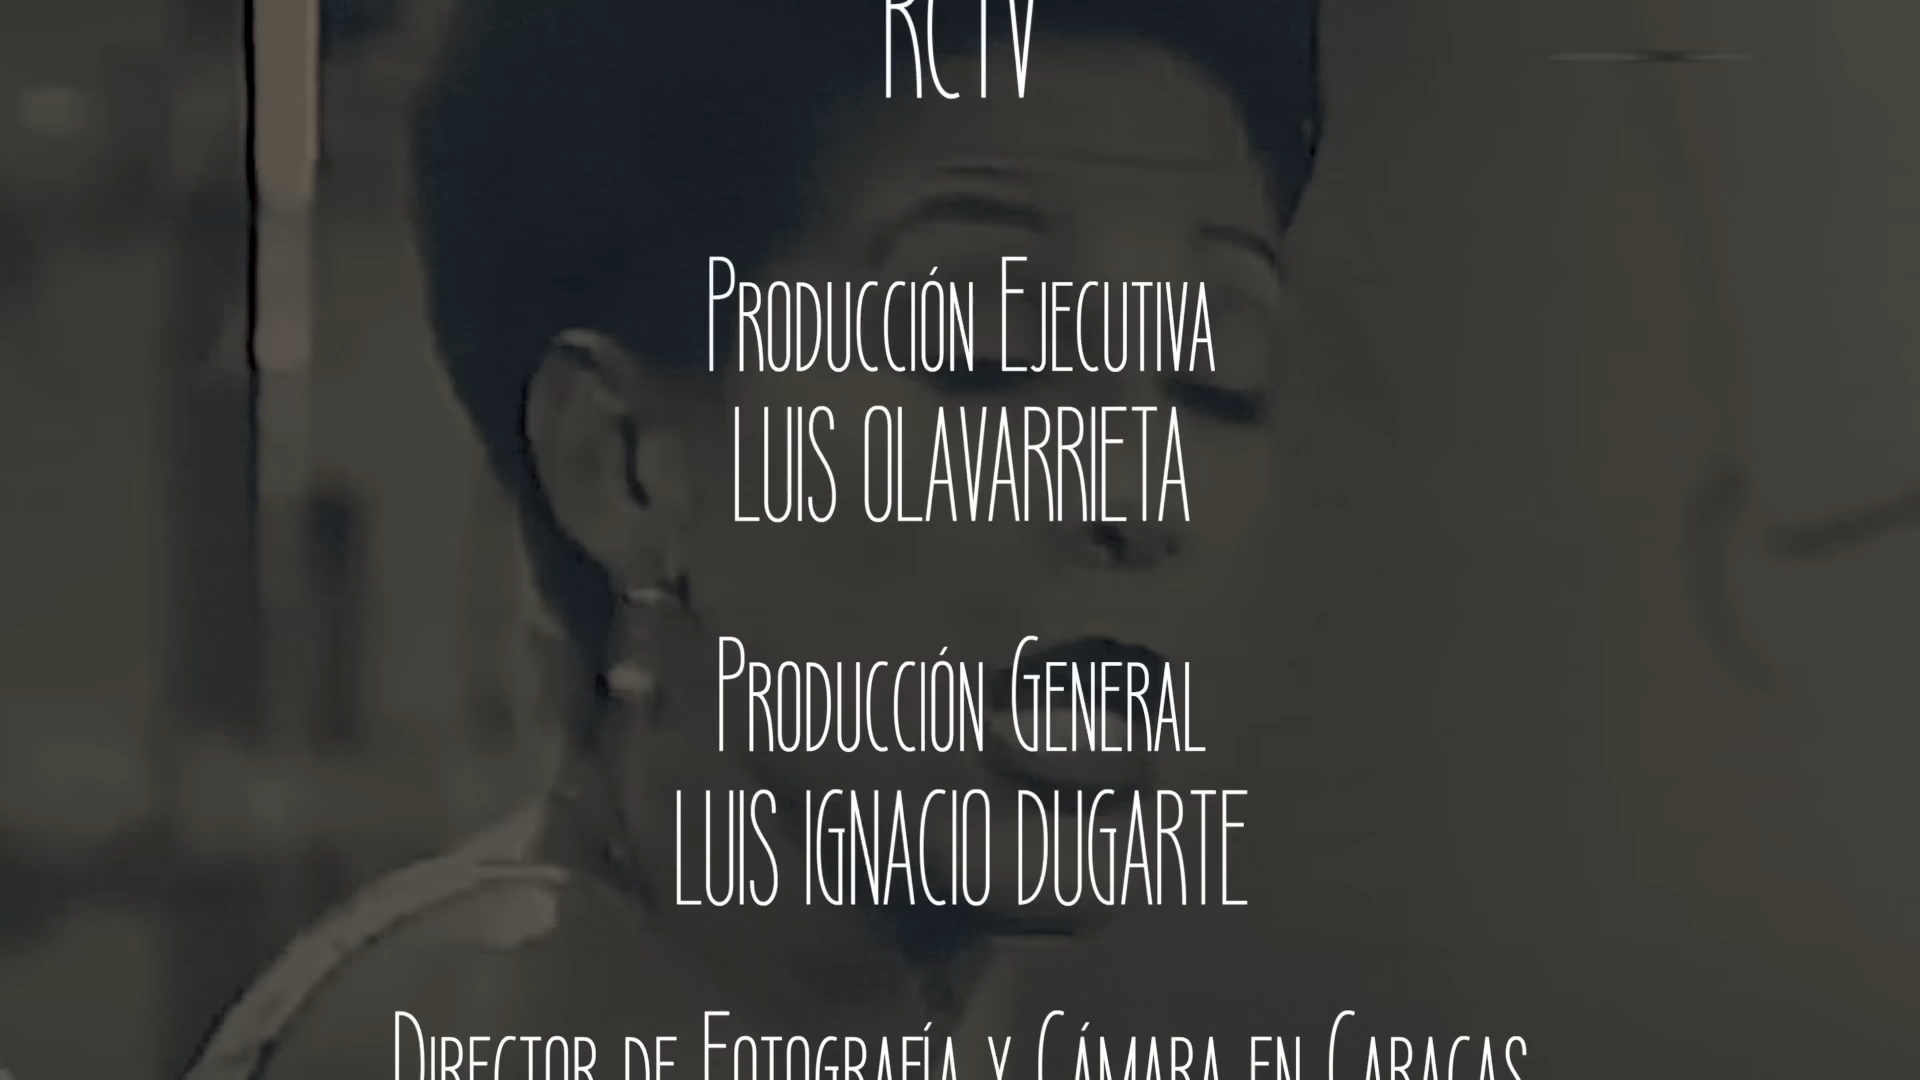 RCTV
Producción Ejecutiva
LUIS OLAVARRIETA
Producción General
LUIS IGNACIO DUGARTE
Director de Fotografía y Cámara en Caracas